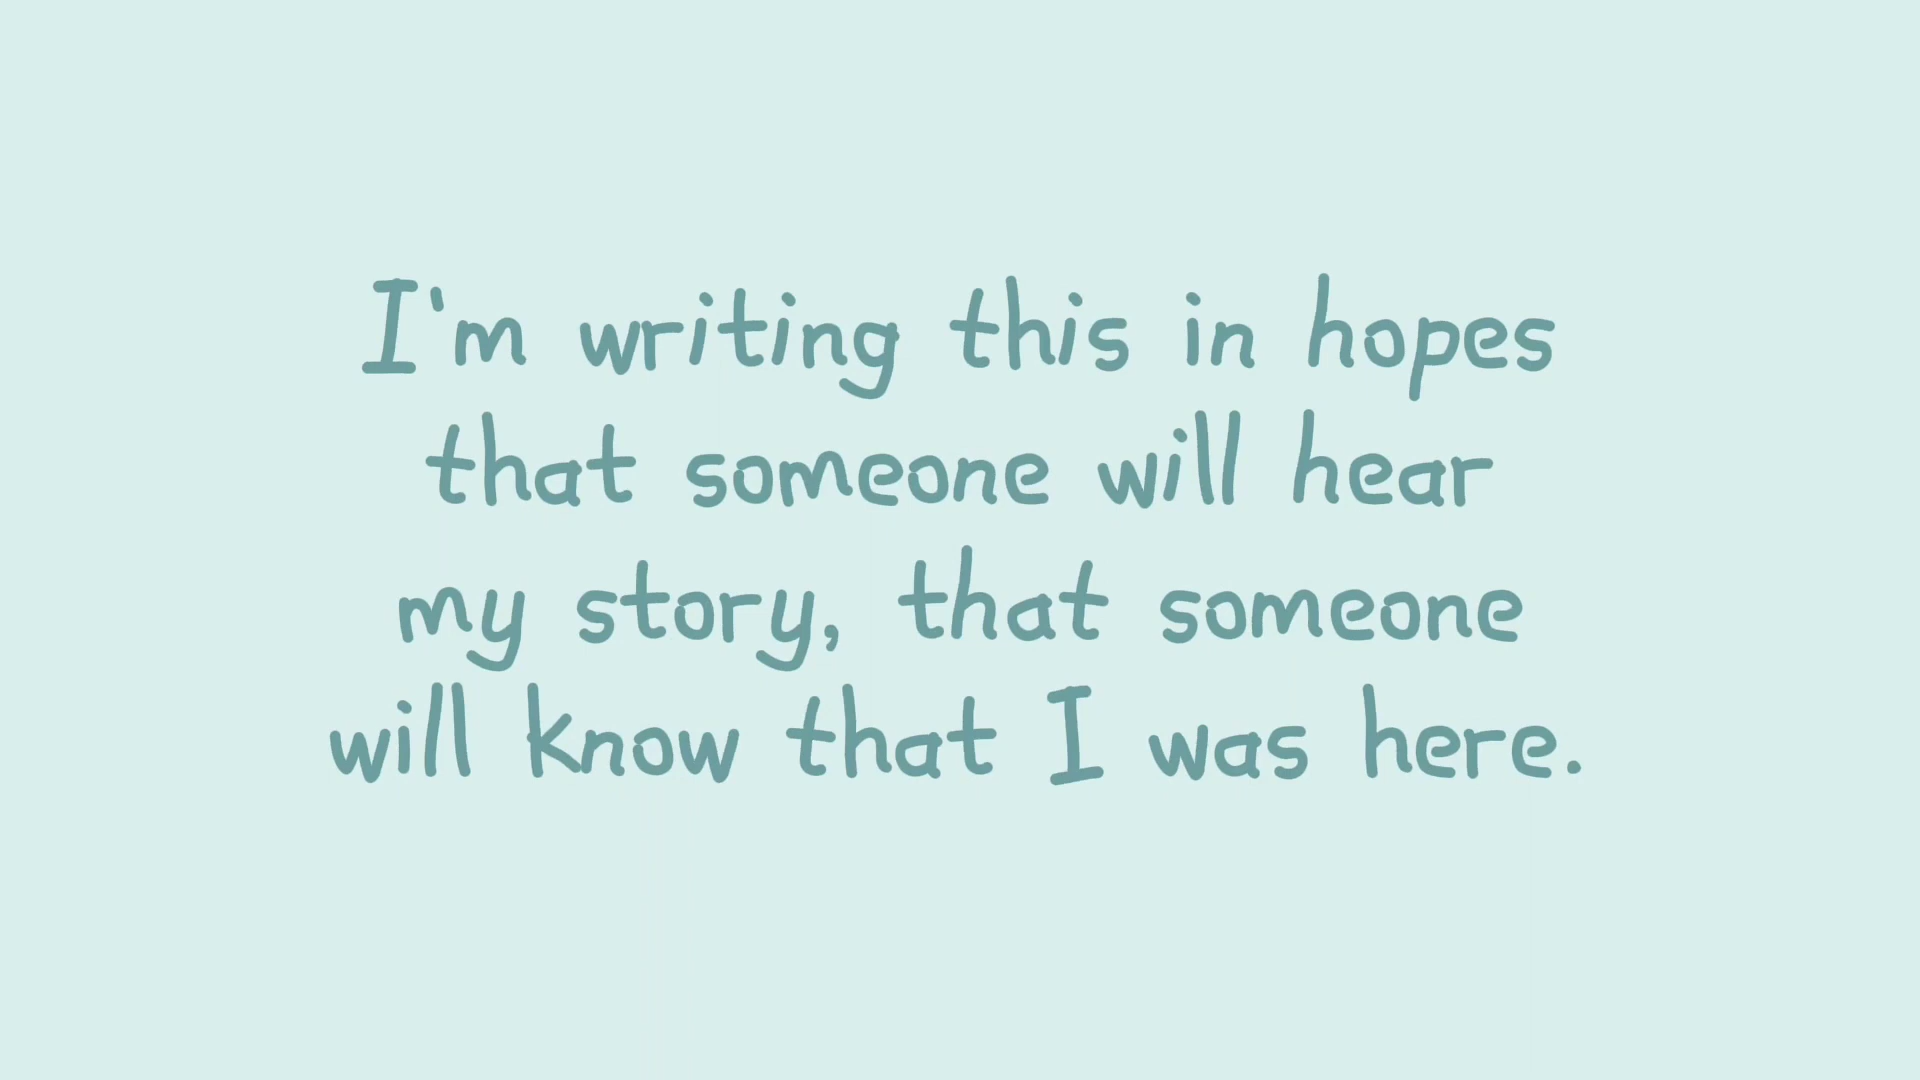 I'm writing this in hopes
that someone will hear
my story, that someone
will know that I was here.